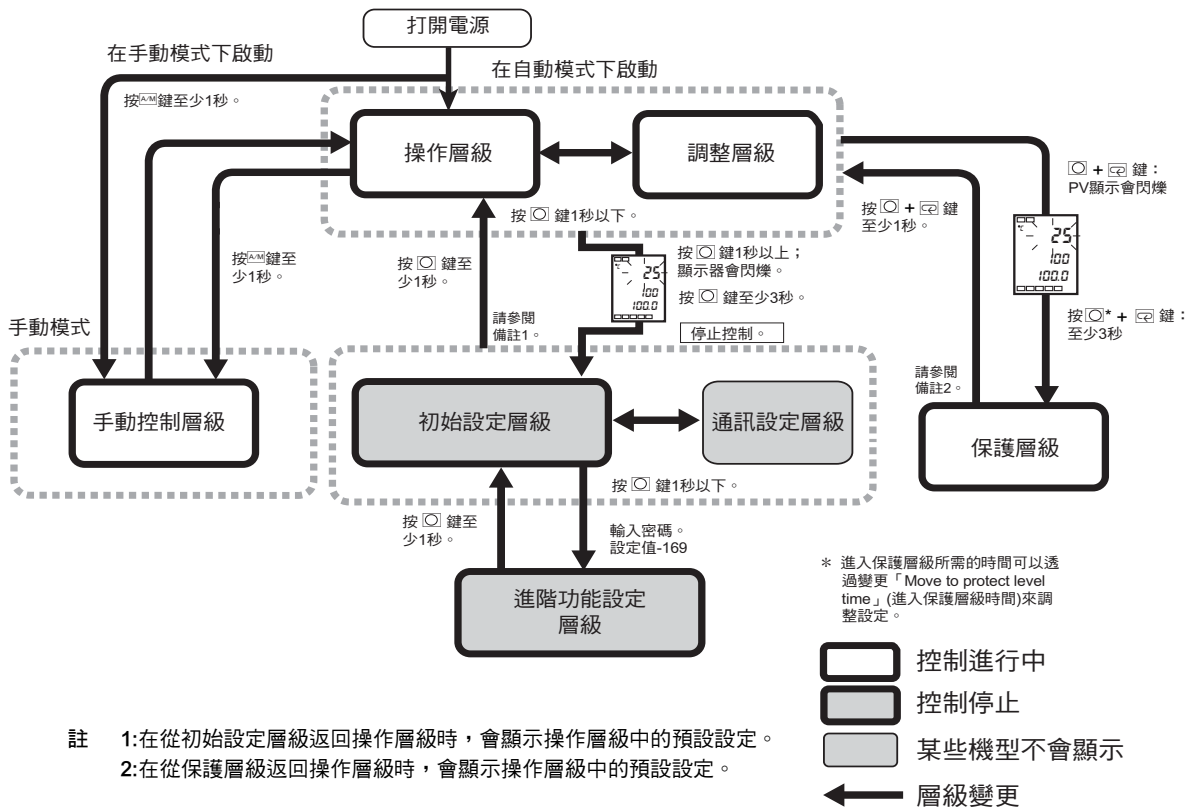 打開電源
在手動模式下啟動
在自動模式下啟動
按A/M鍵至少1秒。
操作層級
調整層級
按 鍵1秒以下。
+ 鍵：
PV顯示會閃爍
按 + 鍵
至少1秒。
按A/M鍵至
少1秒。
按 鍵至
少1秒。
請參閱
備註1。
°C
25
100
100.0
按 鍵1秒以上；
顯示器會閃爍。
按 鍵至少3秒。
停止控制。
°C
25
100
100.0
按 * + 鍵：
至少3秒
請參閱
備註2。
手動模式
手動控制層級
初始設定層級
通訊設定層級
保護層級
按 鍵1秒以下。
按 鍵至
少1秒。
輸入密碼。
設定值-169
進階功能設定
層級
* 進入保護層級所需的時間可以透
過變更「Move to protect level
time」(進入保護層級時間)來調
整設定。
控制進行中
控制停止
某些機型不會顯示
層級變更
註 1:在從初始設定層級返回操作層級時，會顯示操作層級中的預設設定。
2:在從保護層級返回操作層級時，會顯示操作層級中的預設設定。